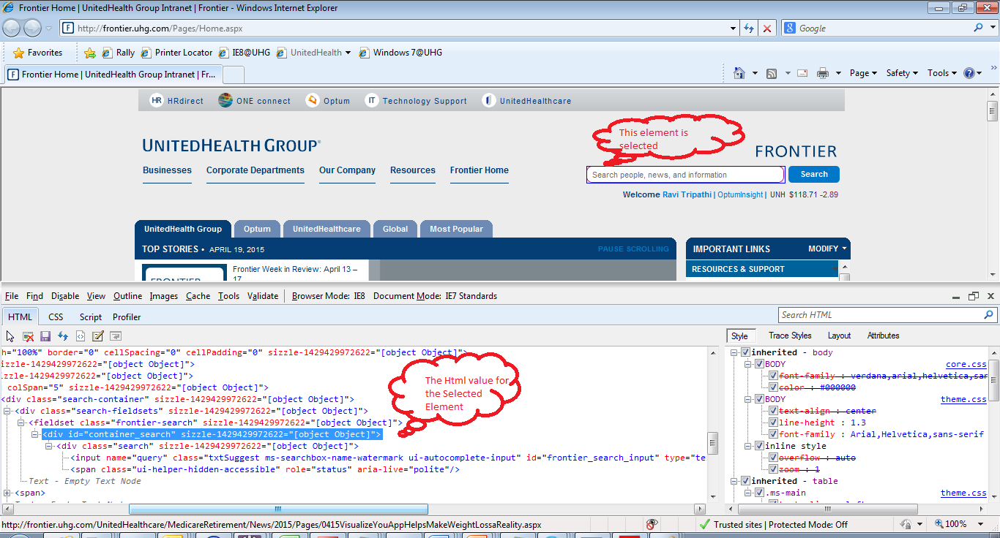 Frontier Home | UnitedHealth Group Intranet | Frontier - Windows Internet Explorer
http://frontier.uhg.com/Pages/Home.aspx
Google
Favorites Rally Printer Locator IE8@UHG UnitedHealth Windows 7@UHG
Frontier Home | UnitedHealth Group Intranet | Fr...
Page Safety Tools
HR HRdirect ONE connect Optum IT Technology Support UnitedHealthcare
This element is
selected
UNITEDHEALTH GROUP®
FRONTIER
Businesses Corporate Departments Our Company Resources Frontier Home
Search people, news, and information Search
Welcome Ravi Tripathi | OptumInsight | UNH $118.71 -2.89
UnitedHealth Group Optum UnitedHealthcare Global Most Popular
TOP STORIES • APRIL 19, 2015 PAUSE SCROLLING
IMPORTANT LINKS MODIFY
Frontier Week in Review: April 13 –
17
FRONTIER
RESOURCES & SUPPORT
File Find Disable View Outline Images Cache Tools Validate Browser Mode: IE8 Document Mode: IE7 Standards
HTML CSS Script Profiler
Search HTML
Style Trace Styles Layout Attributes
h="100%" border="0" cellSpacing="0" cellPadding="0" sizzle-1429429972622="[object Object]">
izzle-1429429972622="[object Object]">
zzle-1429429972622="[object Object]">
colSpan="5" sizzle-1429429972622="[object Object]">
<div class="search-container" sizzle-1429429972622="[object Object]">
<div class="search-fieldsets" sizzle-1429429972622="[object Object]">
<fieldset class="frontier-search" sizzle-1429429972622="[object Object]">
<div id="container_search" sizzle-1429429972622="[object Object]">
<div class="search" sizzle-1429429972622="[object Object]">
<input name="query" class="txtSuggest ms-searchbox-name-watermark ui-autocomplete-input" id="frontier_search_input" type="te
<span class="ui-helper-hidden-accessible" role="status" aria-live="polite"/>
Text - Empty Text Node
<span>
The Html value for
the Selected
Element
inherited - body
BODY core.css
font-family : verdana,arial,helvetica,sar
color : #000000
BODY theme.css
text-align : center
line-height : 1.3
font-family : Arial,Helvetica,sans-serif
inline style
overflow : auto
zoom : 1
inherited - table
.ms-main theme.css
http://frontier.uhg.com/UnitedHealthcare/MedicareRetirement/News/2015/Pages/0415VisualizeYouAppHelpsMakeWeightLossaReality.aspx
Trusted sites | Protected Mode: Off
100%